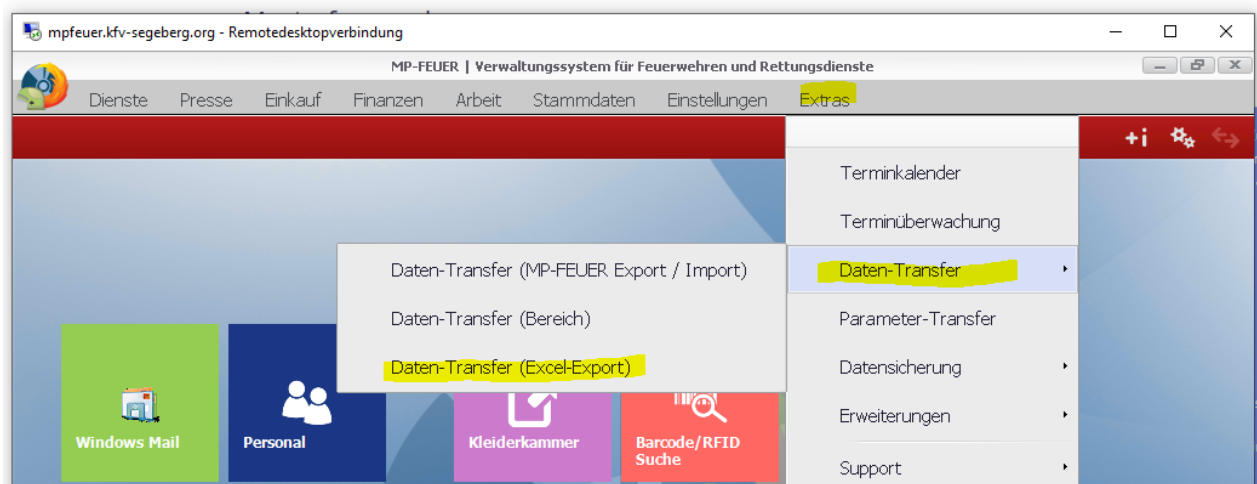 mpfeuer.kfv-segeberg.org - Remotedesktopverbindung
MP-FEUER | Verwaltungssystem für Feuerwehren und Rettungsdienste
Dienste Presse Einkauf Finanzen Arbeit Stammdaten Einstellungen Extras
+i
Terminkalender
Terminüberwachung
Daten-Transfer
Parameter-Transfer
Datensicherung
Erweiterungen
Support
Daten-Transfer (MP-FEUER Export / Import)
Daten-Transfer (Bereich)
Daten-Transfer (Excel-Export)
Windows Mail
Personal
Kleiderkammer
Barcode/RFID
Suche